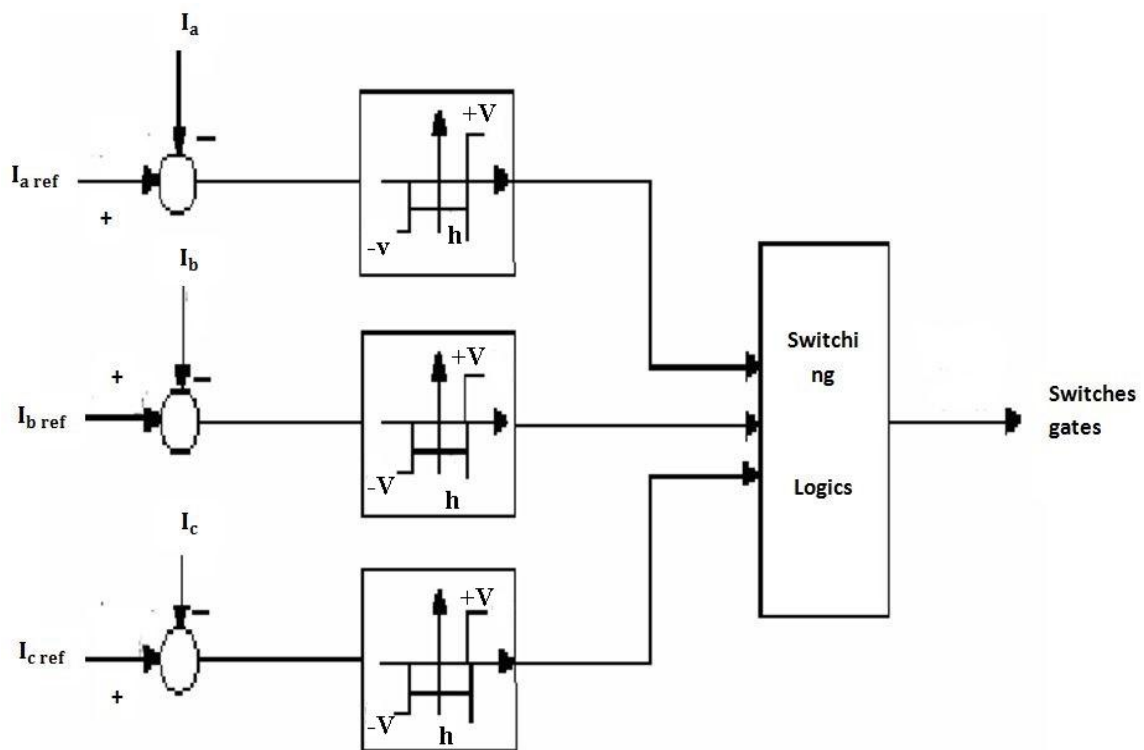 Ia
+V
−
Ia ref
+
-v
h
Ib
+V
+
−
Ib ref
-V
h
Switchi
ng
Logics
Switches
gates
Ic
+V
−
Ic ref
+
-V
h